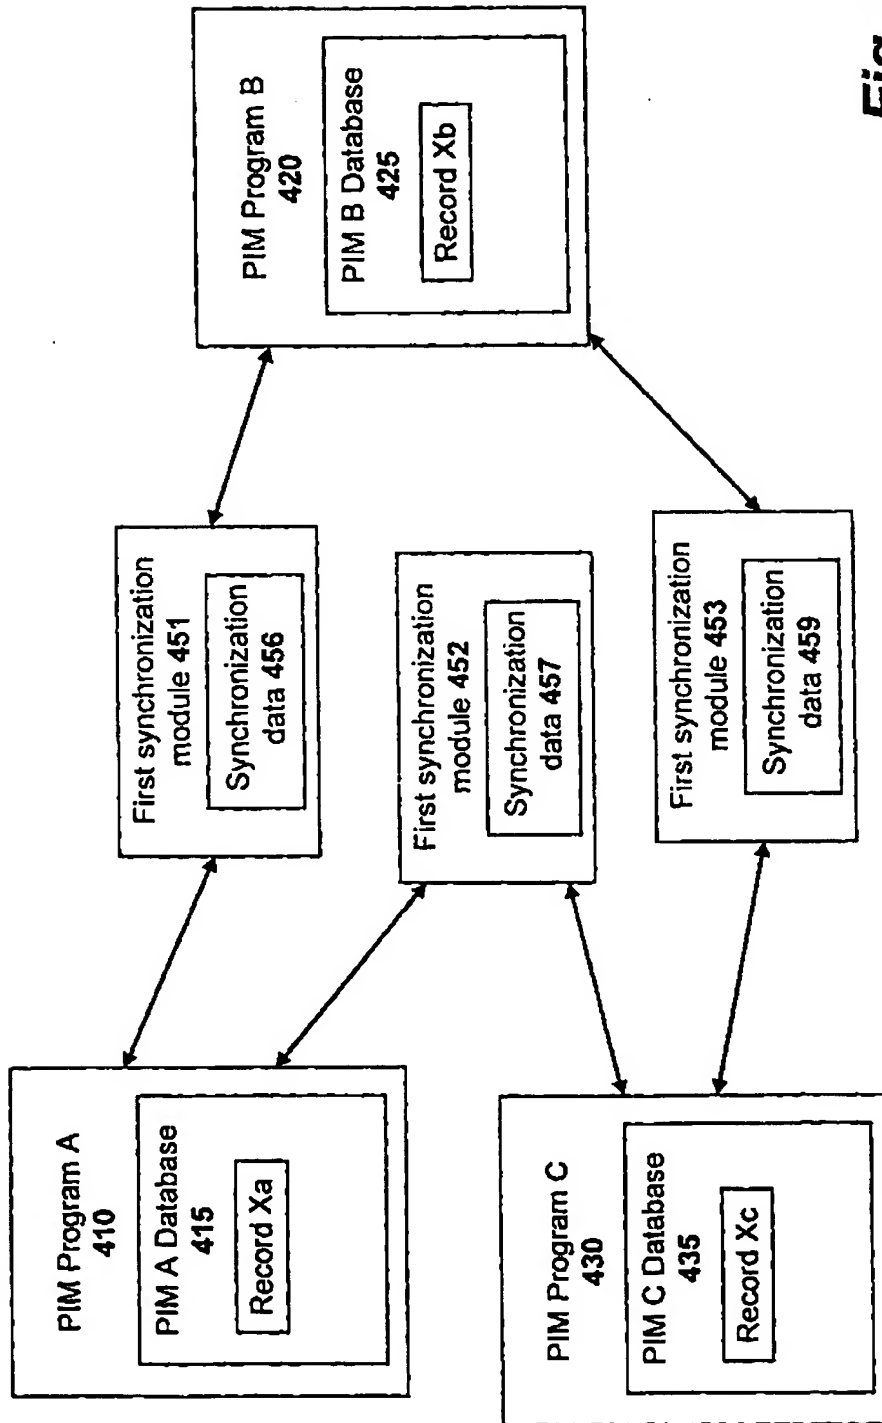 PIM Program A
410
PIM A Database
415
Record Xa
PIM Program C
430
PIM C Database
435
Record Xc
First synchronization
module 451
Synchronization
data 456
First synchronization
module 452
Synchronization
data 457
First synchronization
module 453
Synchronization
data 459
PIM Program B
420
PIM B Database
425
Record Xb
Fig